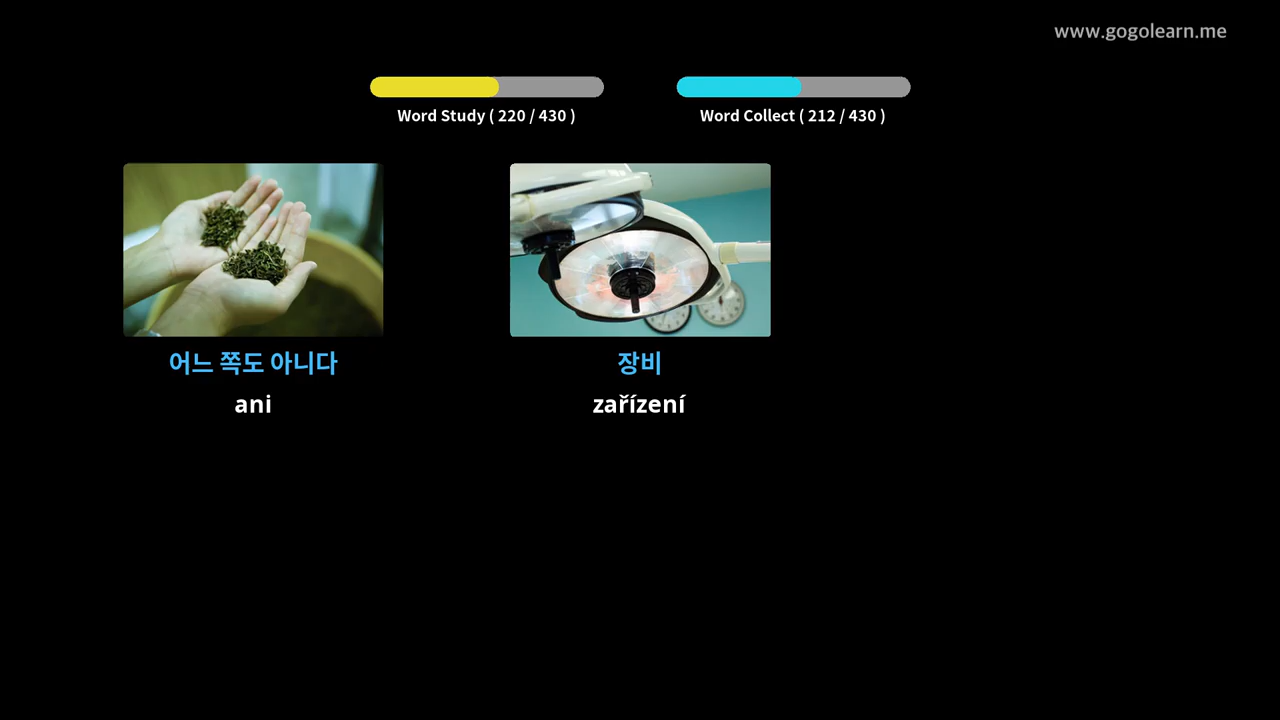 www.gogolearn.me
Word Study ( 220 / 430 )
Word Collect ( 212 / 430 )
어느 쪽도 아니다
장비
ani
zařízení